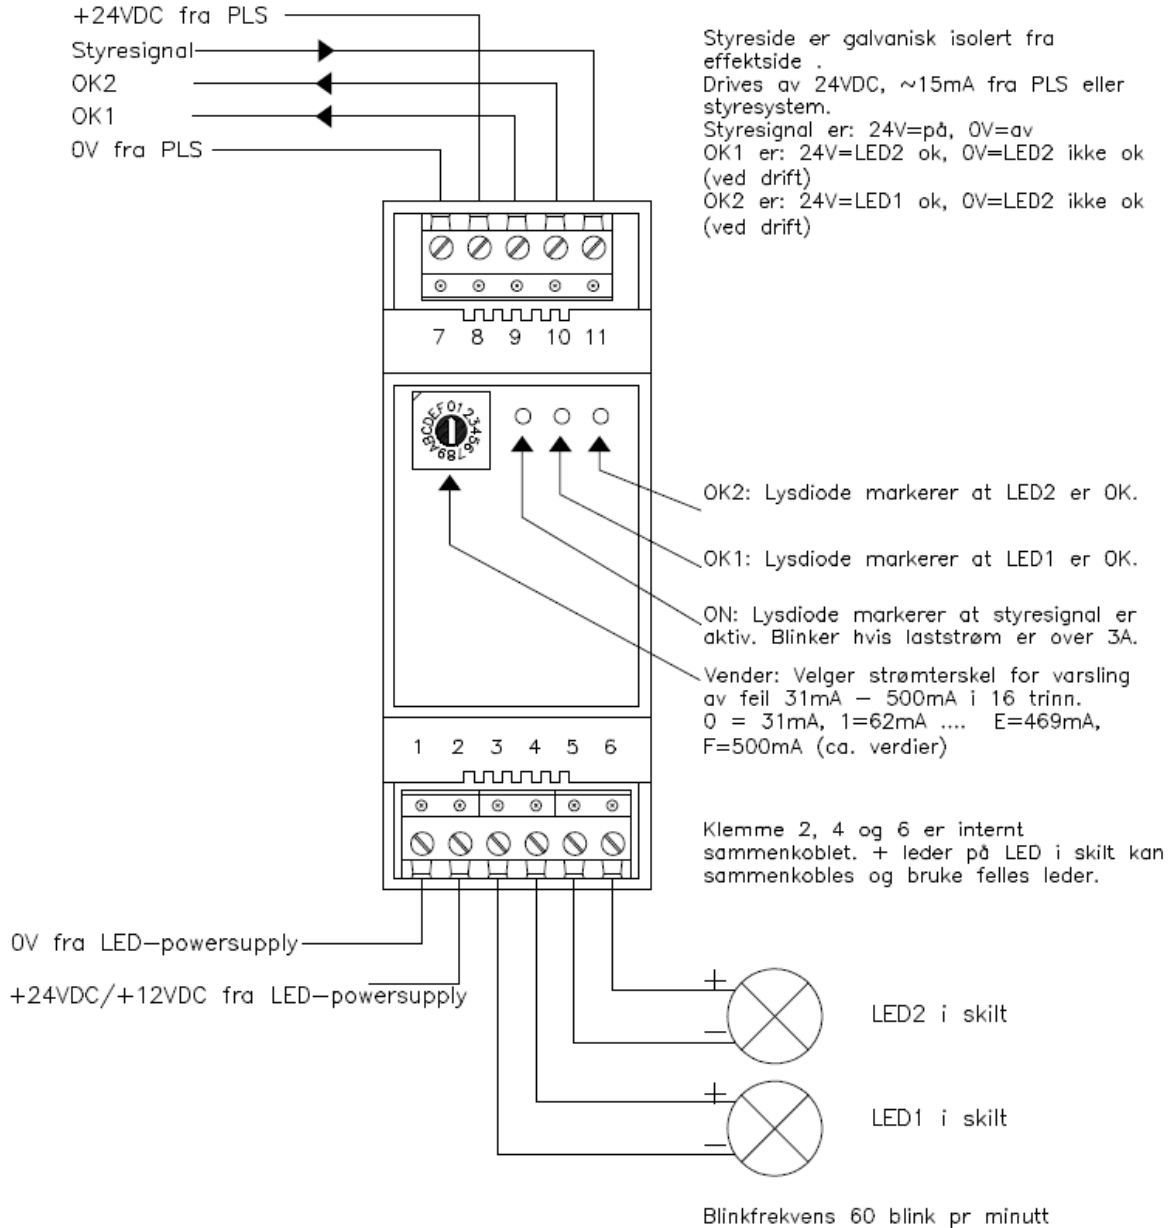 +24VDC fra PLS
Styresignal
OK2
OK1
0V fra PLS
Styreside er galvanisk isolert fra
effektside .
Drives av 24VDC, ~15mA fra PLS eller
styresystem.
Styresignal er: 24V=på, 0V=av
OK1 er: 24V=LED2 ok, 0V=LED2 ikke ok
(ved drift)
OK2 er: 24V=LED1 ok, 0V=LED2 ikke ok
(ved drift)
7 8 9 10 11
0123456789ABCDEF
OK2: Lysdiode markerer at LED2 er OK.
OK1: Lysdiode markerer at LED1 er OK.
ON: Lysdiode markerer at styresignal er
aktiv. Blinker hvis laststrøm er over 3A.
Vender: Velger strømterskel for varsling
av feil 31mA – 500mA i 16 trinn.
0 = 31mA, 1=62mA .... E=469mA,
F=500mA (ca. verdier)
1 2 3 4 5 6
Klemme 2, 4 og 6 er internt
sammenkoblet. + leder på LED i skilt kan
sammenkobles og bruke felles leder.
0V fra LED–powersupply
+24VDC/+12VDC fra LED–powersupply
+
–
LED2 i skilt
+
–
LED1 i skilt
Blinkfrekvens 60 blink pr minutt